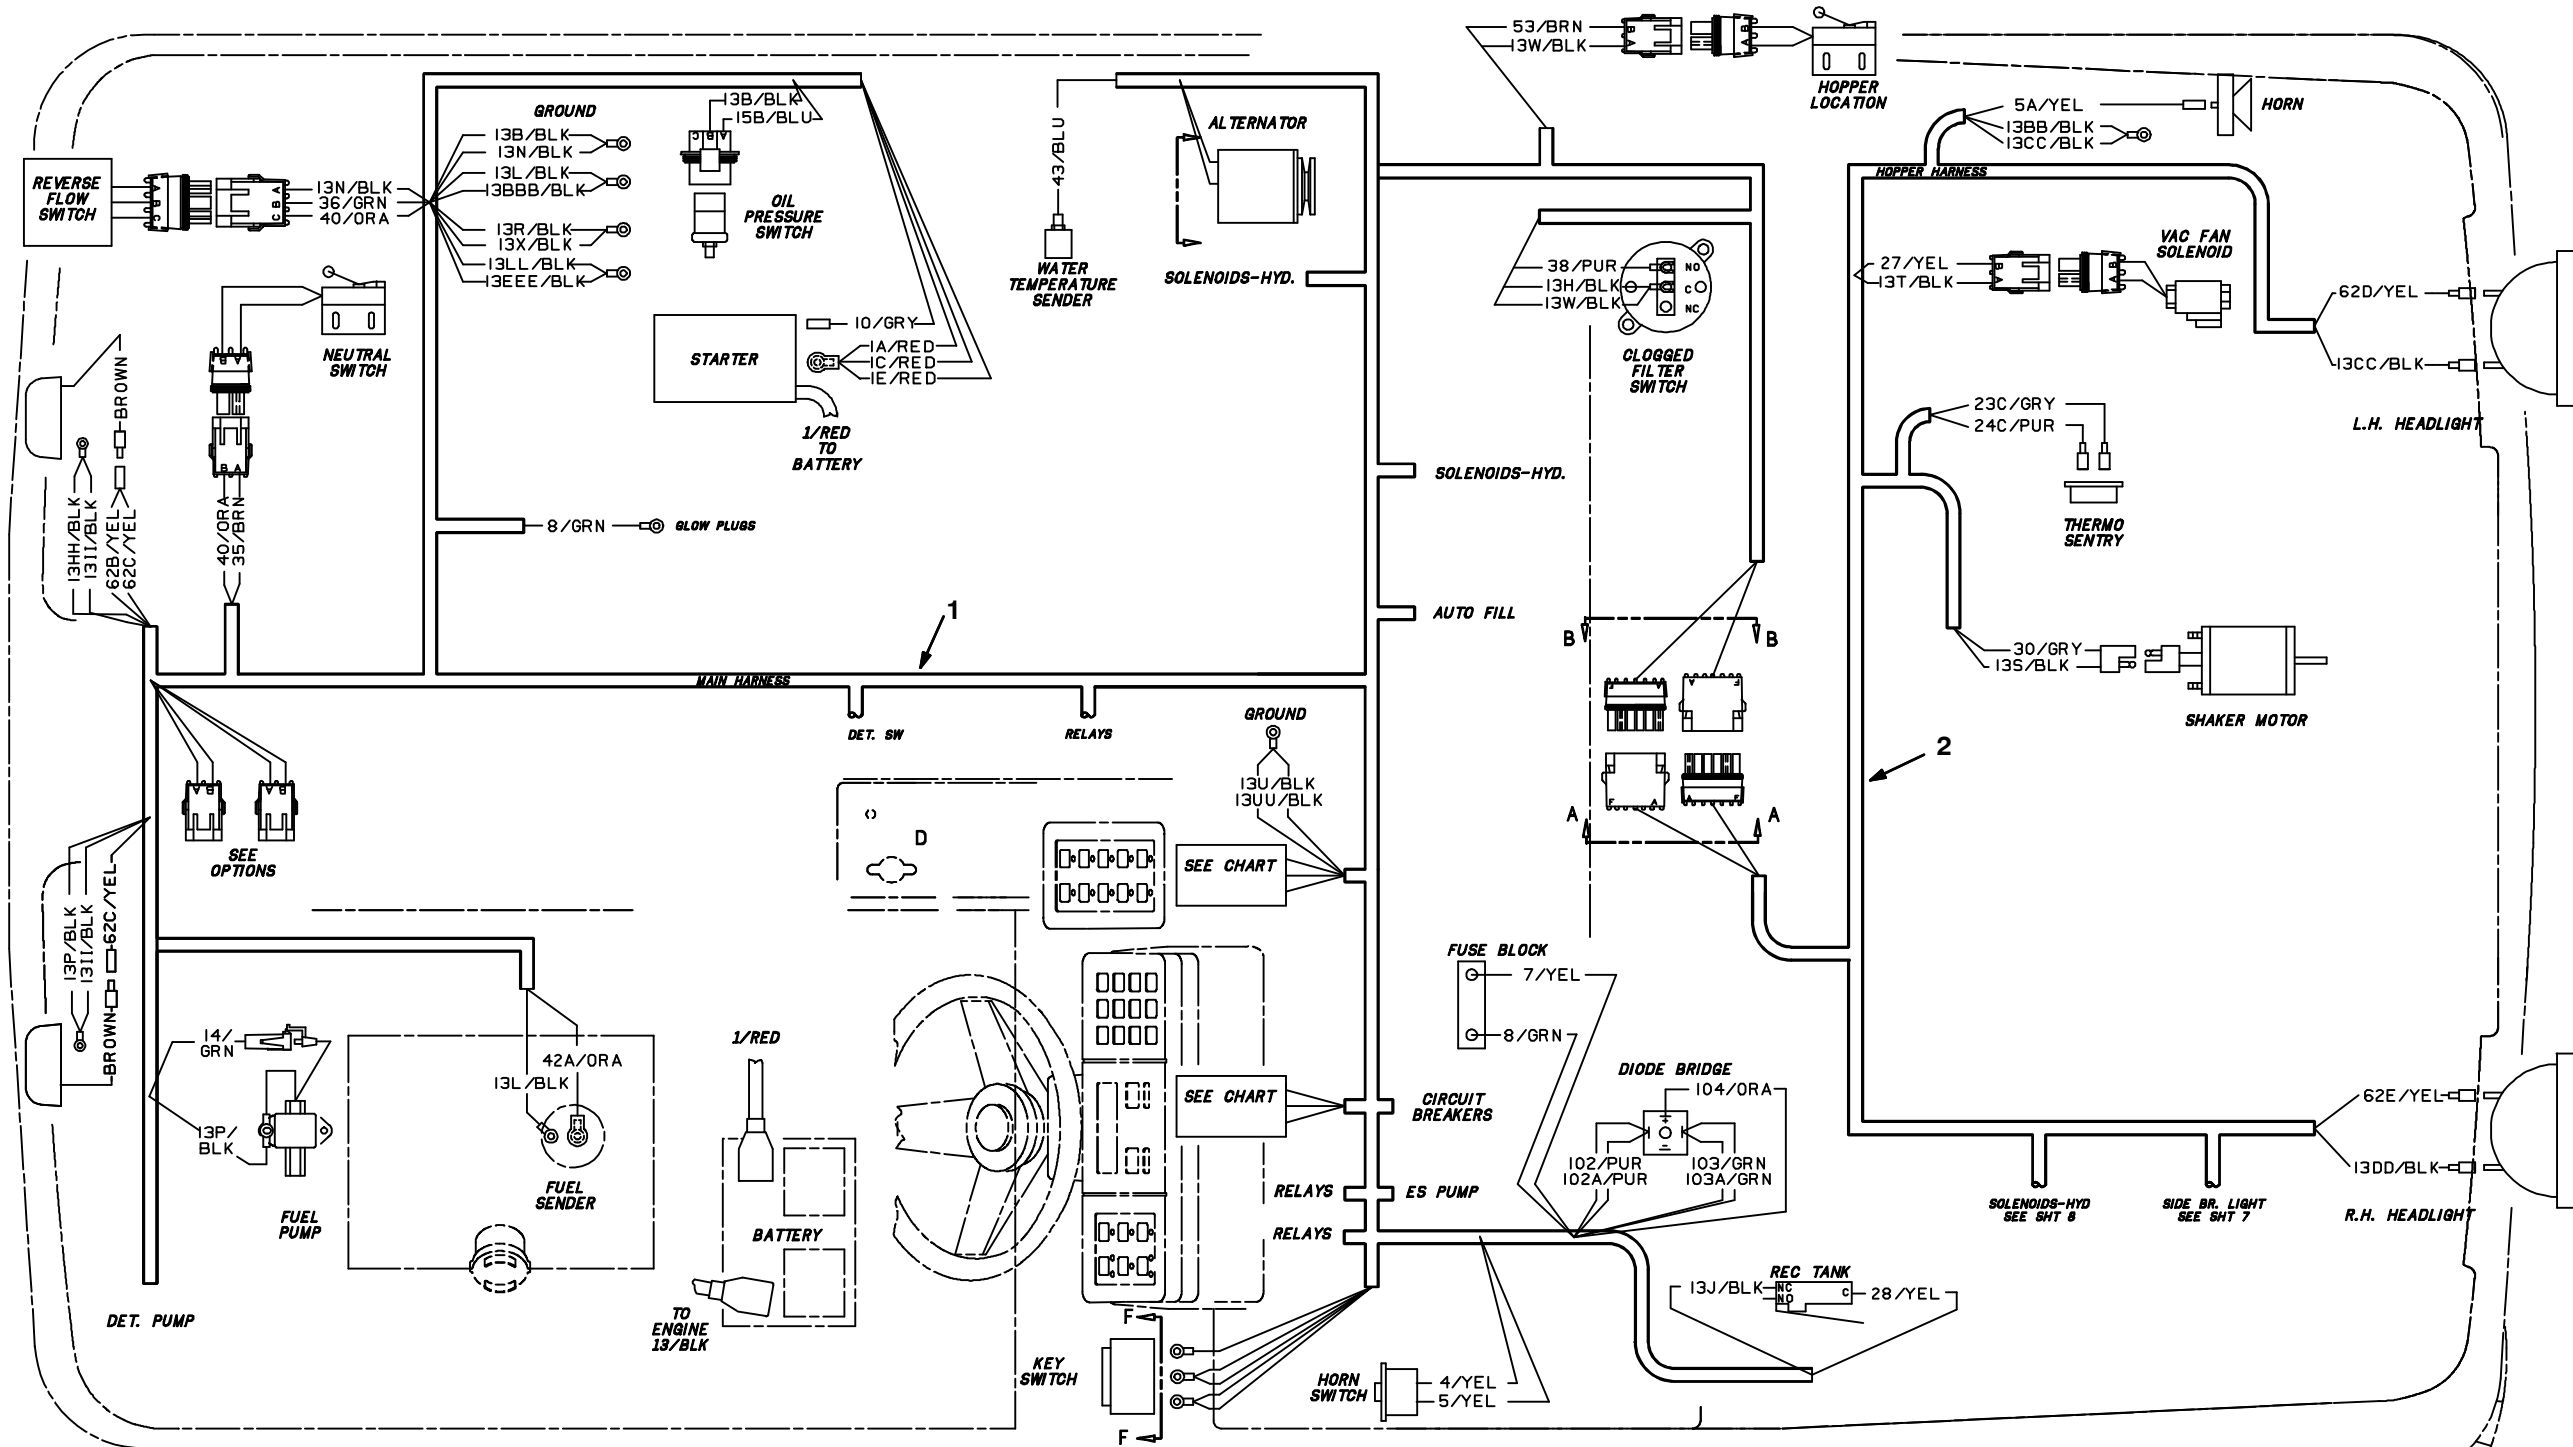 53/BRN
13W/BLK
B
A
B
A
HOPPER
LOCATION
5A/YEL
HORN
13BB/BLK
13CC/BLK
HOPPER HARNESS
GROUND
13B/BLK
13N/BLK
13L/BLK
13BBB/BLK
13R/BLK
13X/BLK
13LL/BLK
13EEE/BLK
13B/BLK
15B/BLU
C
B
A
OIL
PRESSURE
SWITCH
43/BLU
WATER
TEMPERATURE
SENDER
ALTERNATOR
SOLENOIDS-HYD.
REVERSE
FLOW
SWITCH
A
B
C
A
B
C
13N/BLK
36/GRN
40/ORA
NEUTRAL
SWITCH
B A
B A
40/ORA
35/BRN
BROWN
13HH/BLK
13II/BLK
62B/YEL
62C/YEL
STARTER
10/GRY
1A/RED
1C/RED
1E/RED
1/RED
TO
BATTERY
8/GRN
GLOW PLUGS
38/PUR
13H/BLK
13W/BLK
NO
C
NC
CLOGGED
FILTER
SWITCH
27/YEL
13T/BLK
B
A
B
A
VAC FAN
SOLENOID
62D/YEL
13CC/BLK
L.H. HEADLIGHT
23C/GRY
24C/PUR
THERMO
SENTRY
SOLENOIDS-HYD.
AUTO FILL
1
MAIN HARNESS
DET. SW
RELAYS
B
B
F
A
A
F
F
A
A
F
A
A
30/GRY
13S/BLK
SHAKER MOTOR
2
GROUND
13U/BLK
13UU/BLK
A B
A B
SEE
OPTIONS
D
SEE CHART
13P/BLK
13II/BLK
BROWN
62C/YEL
14/
GRN
13P/
BLK
FUEL
PUMP
42A/ORA
13L/BLK
FUEL
SENDER
1/RED
BATTERY
TO
ENGINE
13/BLK
DET. PUMP
FUSE BLOCK
7/YEL
8/GRN
DIODE BRIDGE
104/ORA
+
102/PUR
102A/PUR
103/GRN
103A/GRN
SEE CHART
CIRCUIT
BREAKERS
RELAYS
ES PUMP
RELAYS
62E/YEL
13DD/BLK
SOLENOIDS-HYD
SEE SHT 6
SIDE BR. LIGHT
SEE SHT 7
R.H. HEADLIGHT
REC TANK
13J/BLK
NC
NO
C
28/YEL
F
F
KEY
SWITCH
HORN
SWITCH
4/YEL
5/YEL